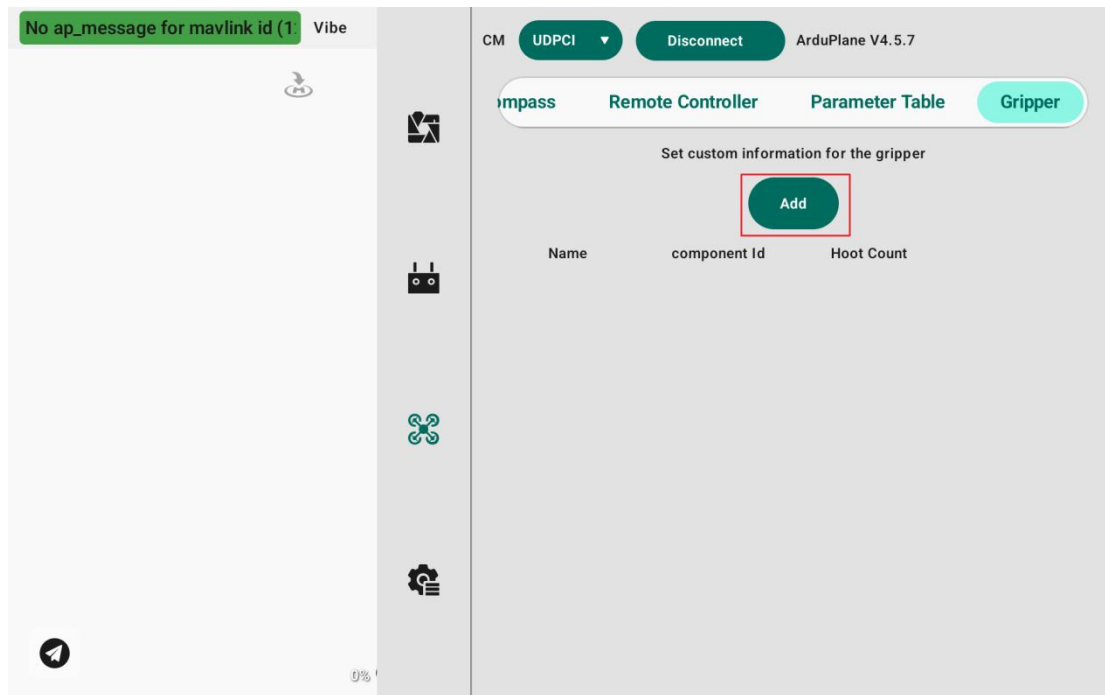 No ap_message for mavlink id (1:
Vibe
CM UDPCI Disconnect ArduPlane V4.5.7
ompass Remote Controller Parameter Table Gripper
Set custom information for the gripper
Add
Name component Id Hoot Count
0%